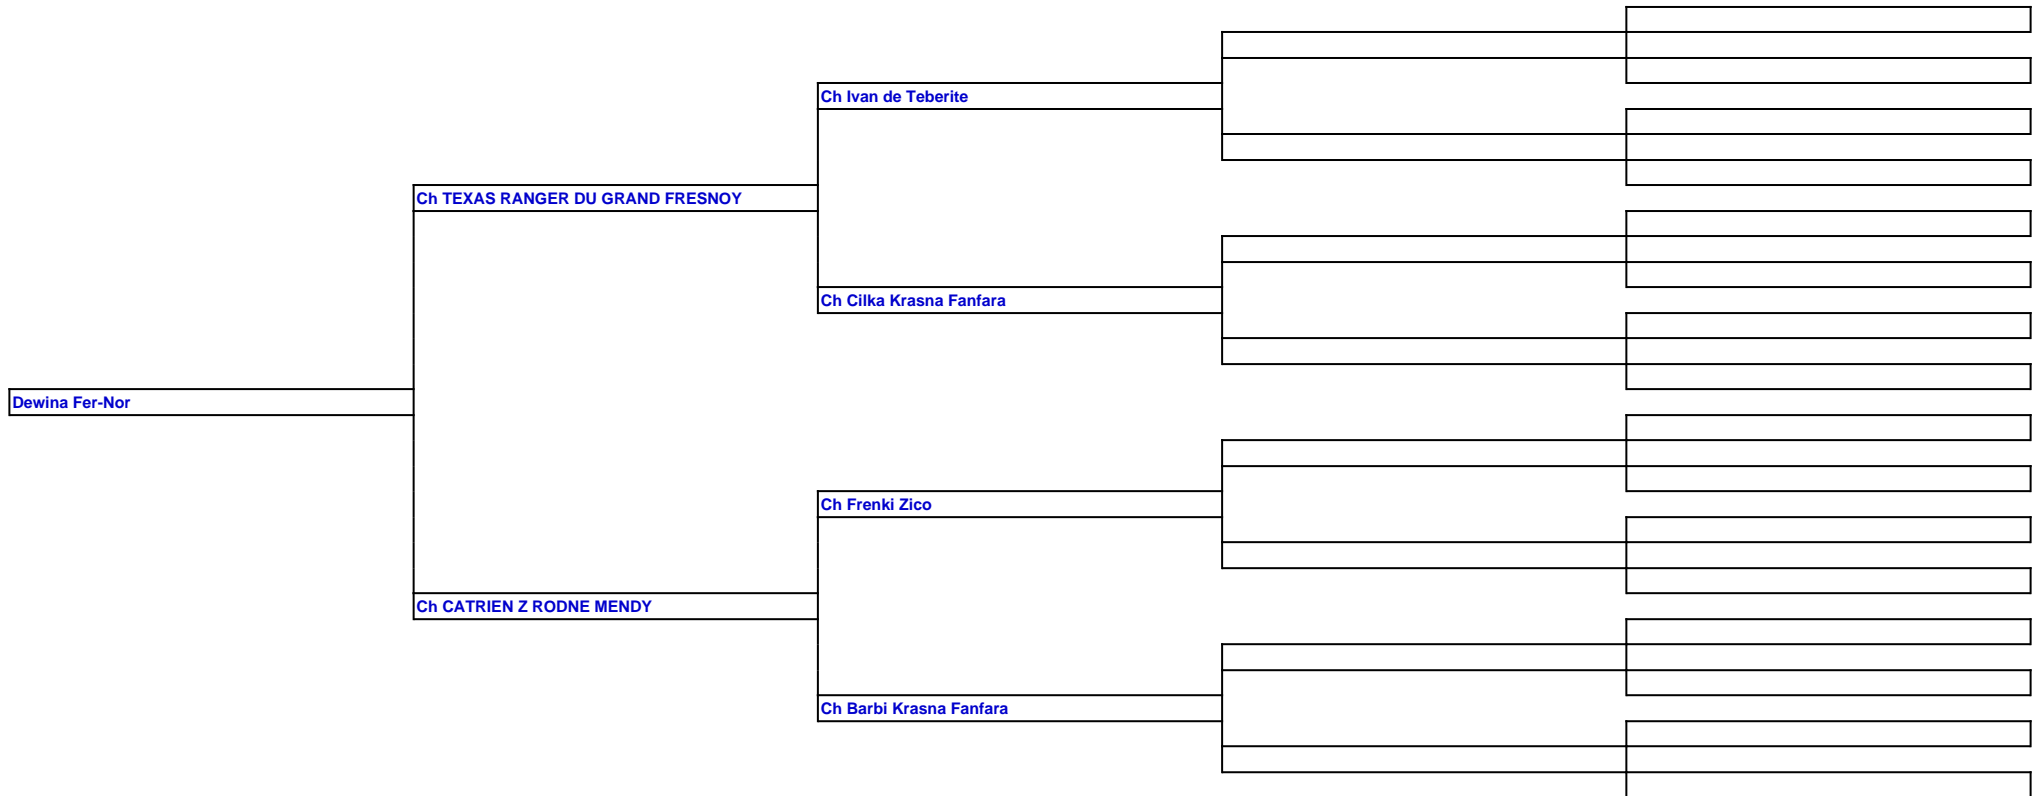 Ch Ivan de Teberite
Ch TEXAS RANGER DU GRAND FRESNOY
Ch Cilka Krasna Fanfara
Dewina Fer-Nor
Ch Frenki Zico
Ch CATRIEN Z RODNE MENDY
Ch Barbi Krasna Fanfara